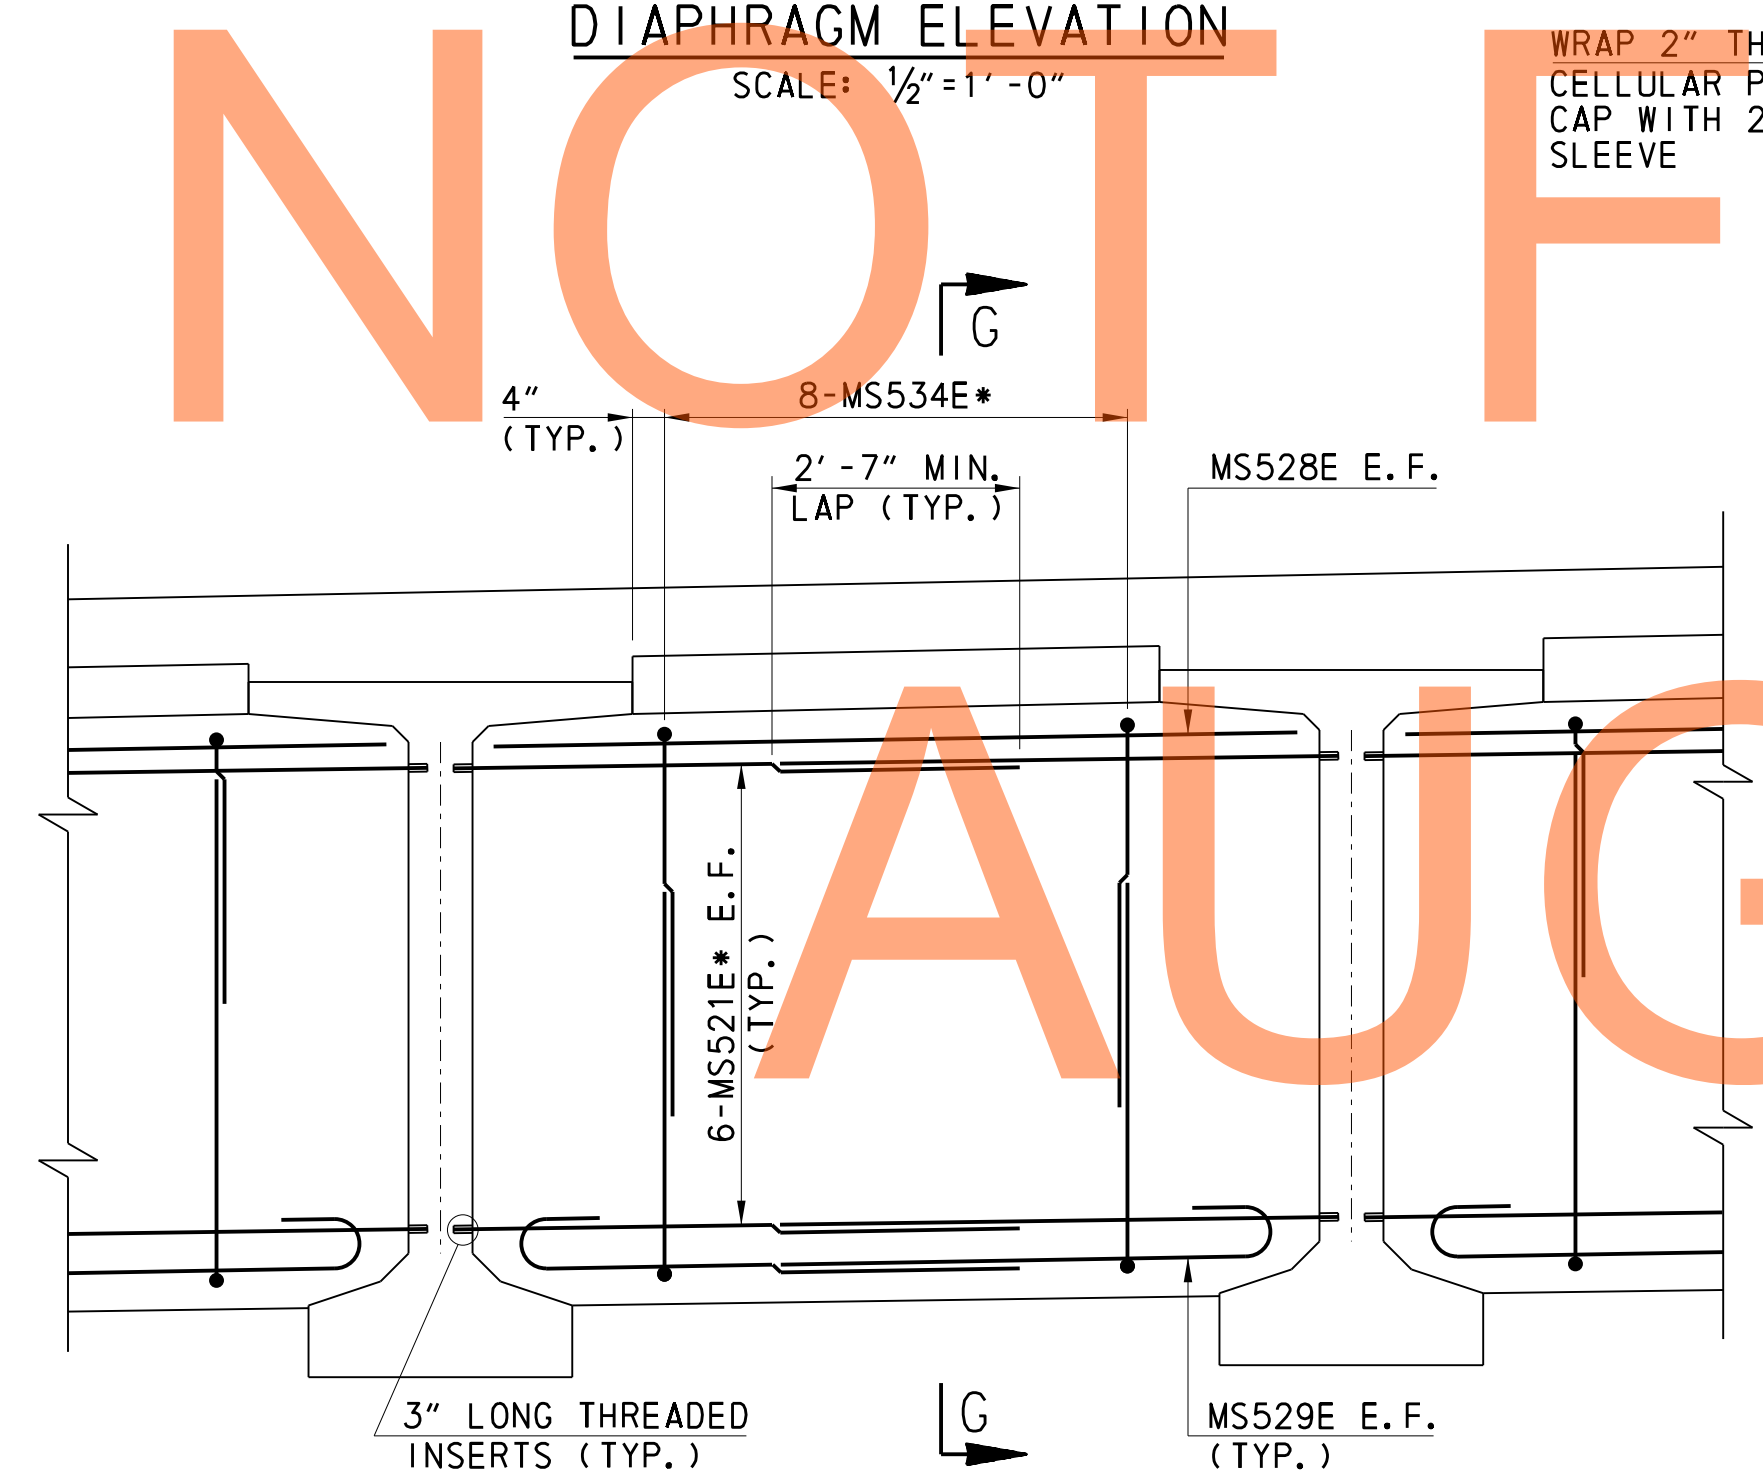 DIAPHRAGM ELEVATION
SCALE: ½"=1'-0"
WRAP 2" TH
CELLULAR P
CAP WITH 2
SLEEVE
NOT F
G
4"
(TYP.)
8-MS534E*
2'-7" MIN.
LAP (TYP.)
MS528E E.F.
AUG
6-MS521E* E.F.
(TYP.)
3" LONG THREADED
INSERTS (TYP.)
G
MS529E E.F.
(TYP.)